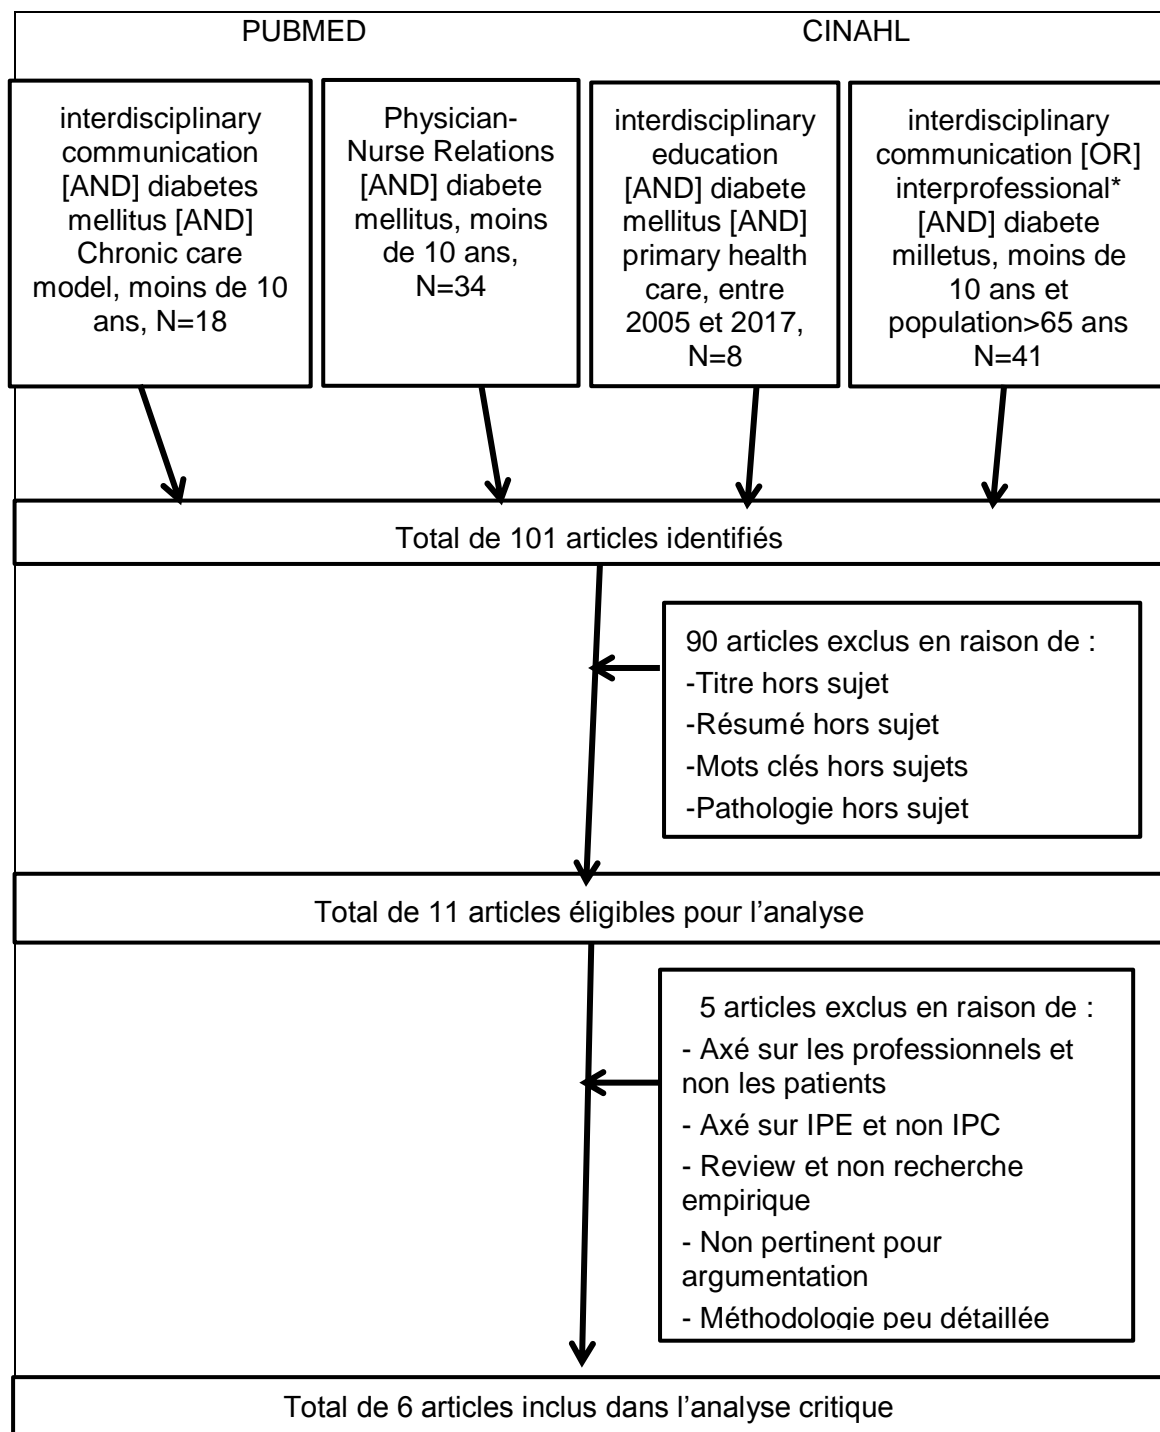 PUBMED
CINAHL
interdisciplinary
communication
[AND] diabetes
mellitus [AND]
Chronic care
model, moins de 10
ans, N=18
Physician-
Nurse Relations
[AND] diabete
mellitus, moins
de 10 ans,
N=34
interdisciplinary
education
[AND] diabete
mellitus [AND]
primary health
care, entre
2005 et 2017,
N=8
interdisciplinary
communication [OR]
interprofessional*
[AND] diabete
milletus, moins de
10 ans et
population>65 ans
N=41
Total de 101 articles identifiés
90 articles exclus en raison de :
-Titre hors sujet
-Résumé hors sujet
-Mots clés hors sujets
-Pathologie hors sujet
Total de 11 articles éligibles pour l’analyse
5 articles exclus en raison de :
- Axé sur les professionnels et
non les patients
- Axé sur IPE et non IPC
- Review et non recherche
empirique
- Non pertinent pour
argumentation
- Méthodologie peu détaillée
Total de 6 articles inclus dans l’analyse critique